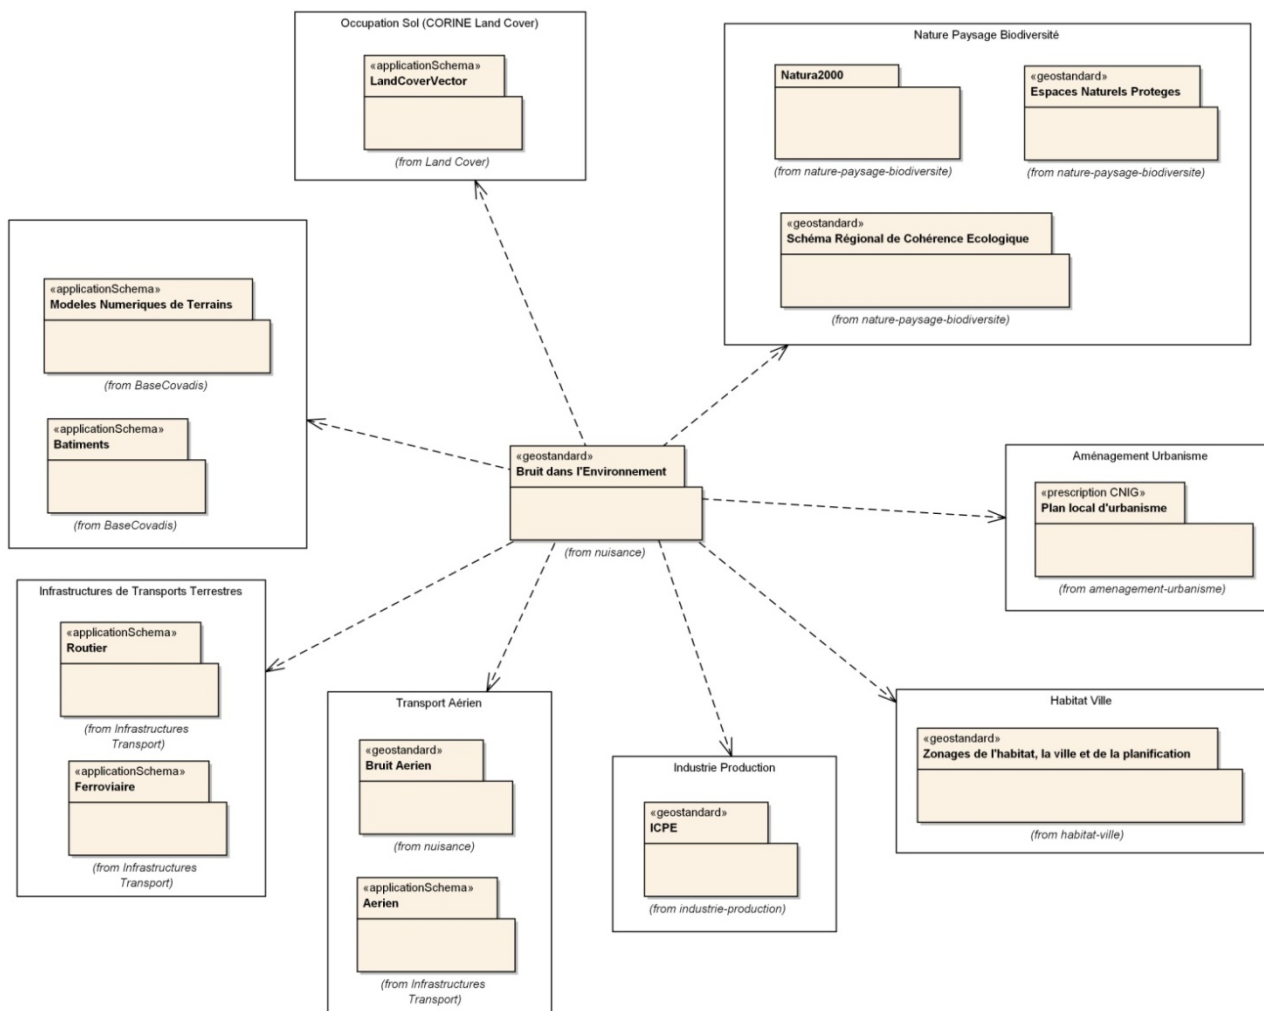 Occupation Sol (CORINE Land Cover)
«applicationSchema»
LandCoverVector
(from Land Cover)
Nature Paysage Biodiversité
Natura2000
(from nature-paysage-biodiversite)
«geostandard»
Espaces Naturels Proteges
(from nature-paysage-biodiversite)
«geostandard»
Schéma Régional de Cohérence Ecologique
(from nature-paysage-biodiversite)
«applicationSchema»
Modeles Numeriques de Terrains
(from BaseCovadis)
«applicationSchema»
Batiments
(from BaseCovadis)
«geostandard»
Bruit dans l'Environnement
(from nuisance)
Aménagement Urbanisme
«prescription CNIG»
Plan local d'urbanisme
(from amenagement-urbanisme)
Infrastructures de Transports Terrestres
«applicationSchema»
Routier
(from Infrastructures
Transport)
«applicationSchema»
Ferroviaire
(from Infrastructures
Transport)
Transport Aérien
«geostandard»
Bruit Aerien
(from nuisance)
«applicationSchema»
Aerien
(from Infrastructures
Transport)
Industrie Production
«geostandard»
ICPE
(from industrie-production)
Habitat Ville
«geostandard»
Zonages de l'habitat, la ville et de la planification
(from habitat-ville)